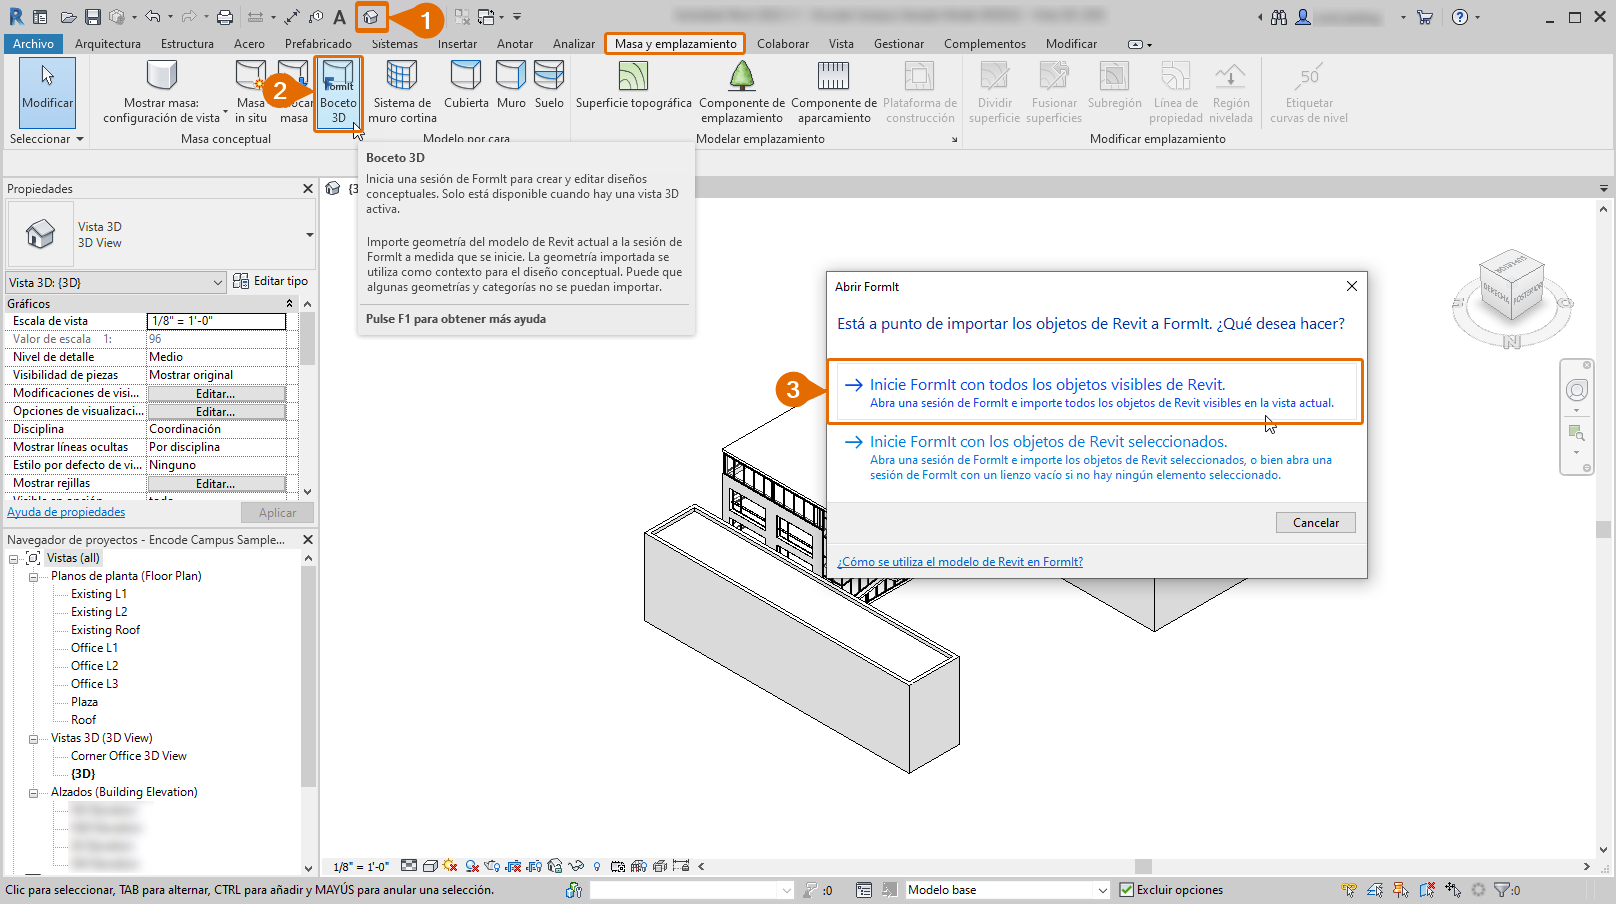 1
Archivo
Arquitectura
Estructura
Acero
Prefabricado
Sistemas
Insertar
Anotar
Analizar
Masa y emplazamiento
Colaborar
Vista
Gestionar
Complementos
Modificar
Modificar
Seleccionar
Mostrar masa:
configuración de vista
Masa
in situ
masa
2
FormIt
Boceto
3D
Sistema de
muro cortina
Cubierta
Muro
Suelo
Superficie topográfica
Componente de
emplazamiento
Componente de
aparcamiento
Plataforma de
construcción
Dividir
superficie
Fusionar
superficies
Subregión
Línea de
propiedad
Región
nivelada
50
Etiquetar
curvas de nivel
Masa conceptual
Modelo por cara
Modelar emplazamiento
Modificar emplazamiento
Boceto 3D
Inicia una sesión de FormIt para crear y editar diseños
conceptuales. Solo está disponible cuando hay una vista 3D
activa.
Importe geometría del modelo de Revit actual a la sesión de
FormIt a medida que se inicie. La geometría importada se
utiliza como contexto para el diseño conceptual. Puede que
algunas geometrías y categorías no se puedan importar.
Pulse F1 para obtener más ayuda
Propiedades
Vista 3D
3D View
Vista 3D: {3D}
Editar tipo
Gráficos
Escala de vista 1/8" = 1'-0"
Valor de escala 1: 96
Nivel de detalle Medio
Visibilidad de piezas Mostrar original
Modificaciones de visi... Editar...
Opciones de visualizaci... Editar...
Disciplina Coordinación
Mostrar líneas ocultas Por disciplina
Estilo por defecto de vi... Ninguno
Mostrar rejillas Editar...
Ayuda de propiedades
Aplicar
Navegador de proyectos - Encode Campus Sample...
Vistas (all)
Planos de planta (Floor Plan)
Existing L1
Existing L2
Existing Roof
Office L1
Office L2
Office L3
Plaza
Roof
Vistas 3D (3D View)
Corner Office 3D View
{3D}
Alzados (Building Elevation)
Abrir FormIt
Está a punto de importar los objetos de Revit a FormIt. ¿Qué desea hacer?
3
Inicie FormIt con todos los objetos visibles de Revit.
Abra una sesión de FormIt e importe todos los objetos de Revit visibles en la vista actual.
Inicie FormIt con los objetos de Revit seleccionados.
Abra una sesión de FormIt e importe los objetos de Revit seleccionados, o bien abra una
sesión de FormIt con un lienzo vacío si no hay ningún elemento seleccionado.
Cancelar
¿Cómo se utiliza el modelo de Revit en FormIt?
SUPERIOR
DERECHA
POSTERIOR
N
1/8" = 1'-0"
Clic para seleccionar, TAB para alternar, CTRL para añadir y MAYÚS para anular una selección.
:0
Modelo base
Excluir opciones
:0